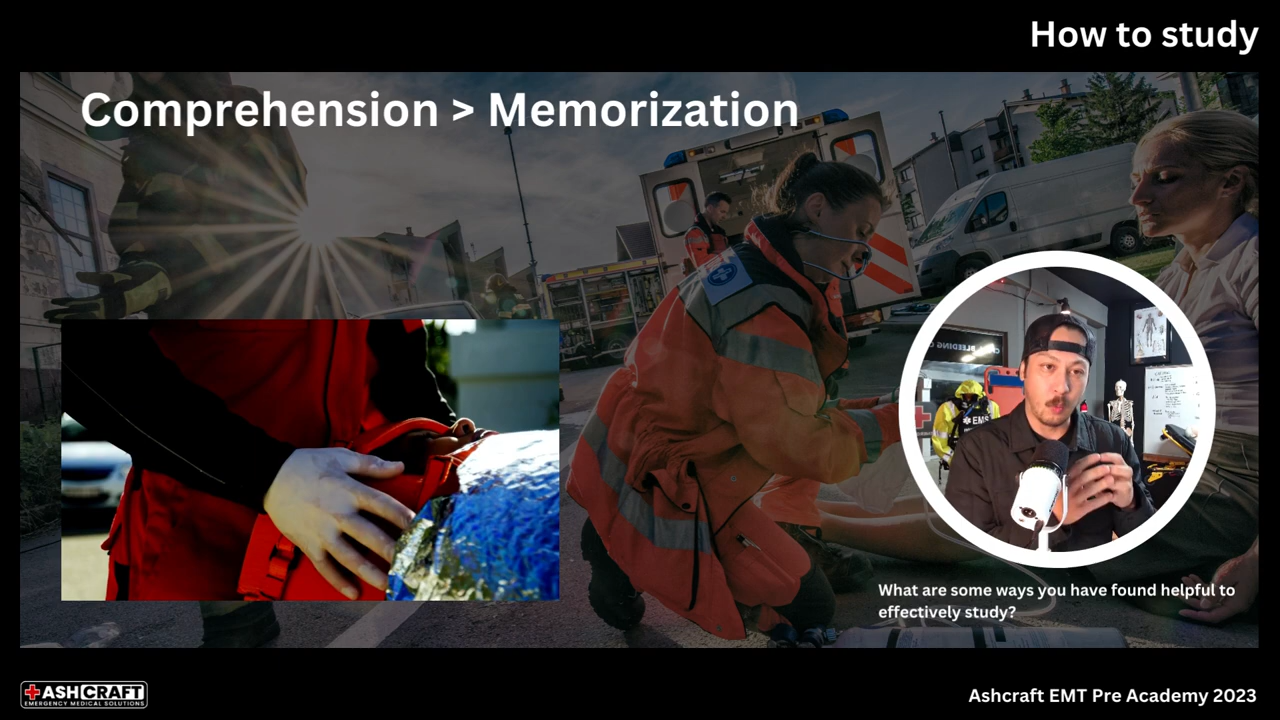 How to study
Comprehension > Memorization
EMS
What are some ways you have found helpful to
effectively study?
ASHCRAFT
EMERGENCY MEDICAL SOLUTIONS
Ashcraft EMT Pre Academy 2023